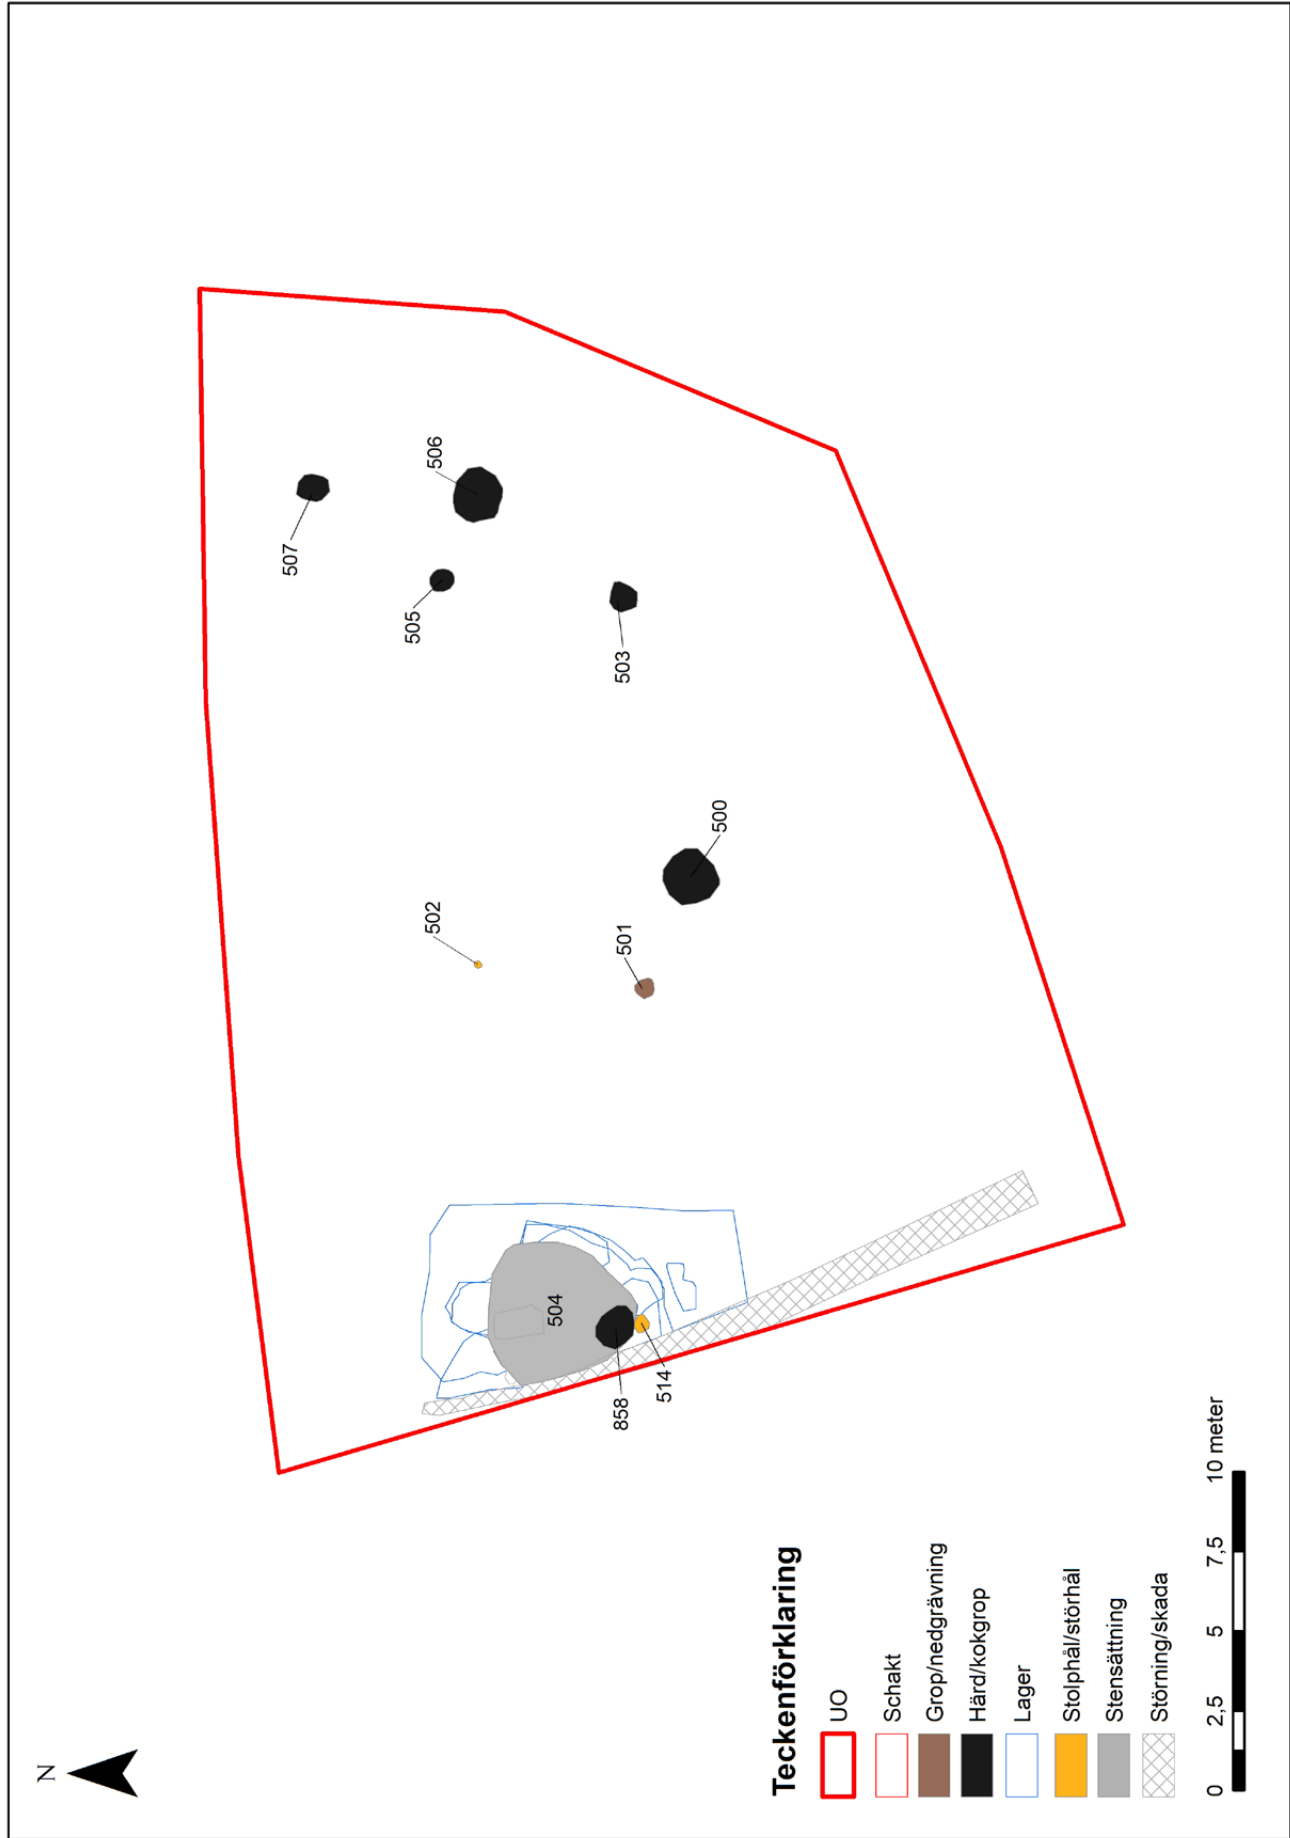 N
507
506
505
503
502
500
501
504
858
514
Teckenförklaring
UO
Schakt
Grop/nedgrävning
Härd/kokgrop
Lager
Stolphål/störhål
Stensättning
Störning/skada
0 2,5 5 7,5 10 meter